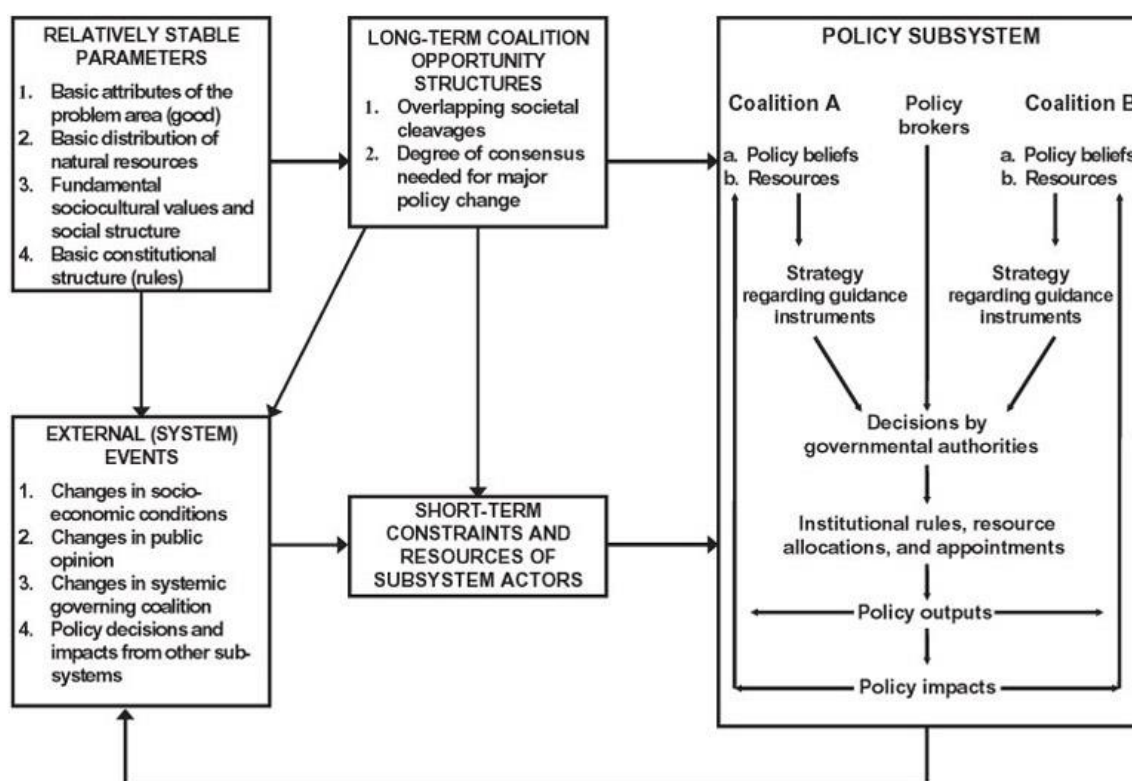 RELATIVELY STABLE
PARAMETERS
1. Basic attributes of the
problem area (good)
2. Basic distribution of
natural resources
3. Fundamental
sociocultural values and
social structure
4. Basic constitutional
structure (rules)
LONG-TERM COALITION
OPPORTUNITY
STRUCTURES
1. Overlapping societal
cleavages
2. Degree of consensus
needed for major
policy change
EXTERNAL (SYSTEM)
EVENTS
1. Changes in socio-
economic conditions
2. Changes in public
opinion
3. Changes in systemic
governing coalition
4. Policy decisions and
impacts from other sub-
systems
SHORT-TERM
CONSTRAINTS AND
RESOURCES OF
SUBSYSTEM ACTORS
POLICY SUBSYSTEM
Coalition A
a. Policy beliefs
b. Resources
Strategy
regarding guidance
instruments
Policy
brokers
Coalition B
a. Policy beliefs
b. Resources
Strategy
regarding guidance
instruments
Decisions by
governmental authorities
Institutional rules, resource
allocations, and appointments
Policy outputs
Policy impacts